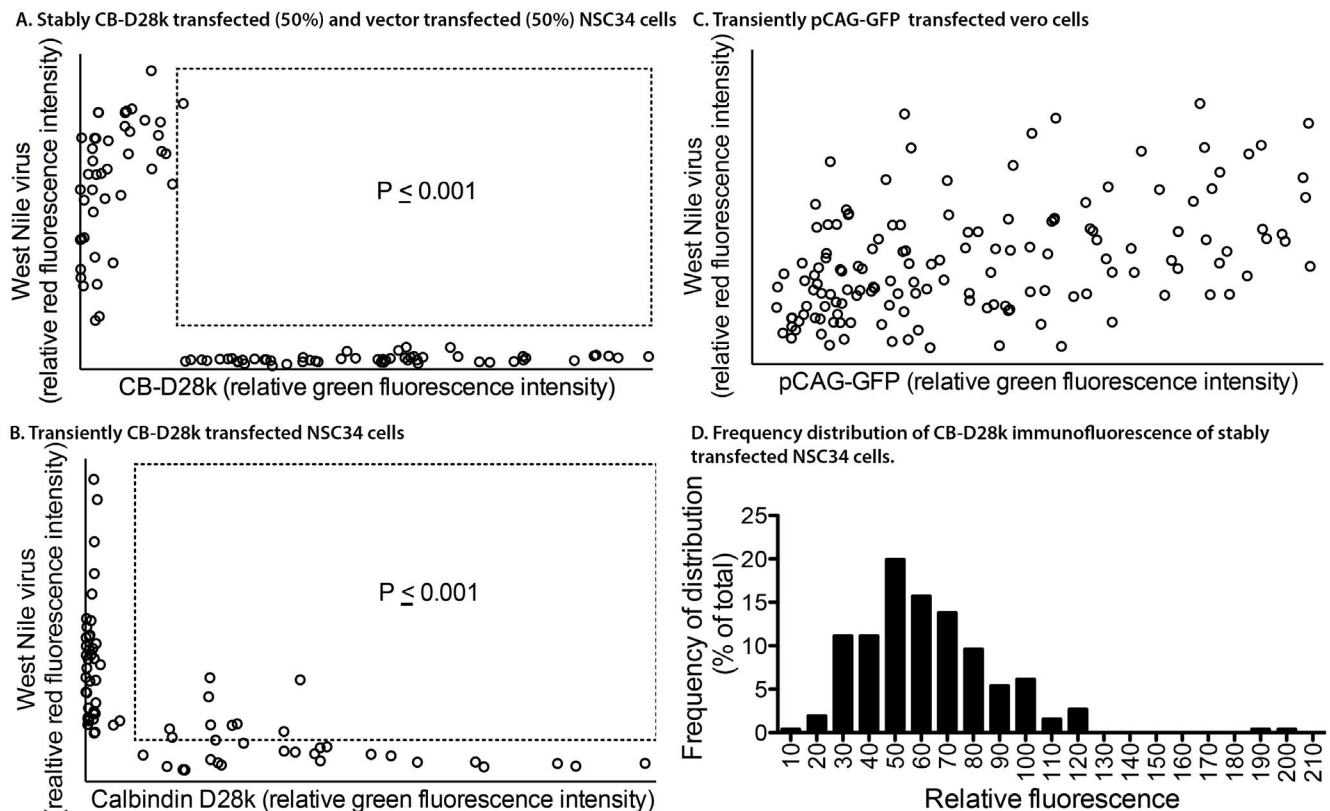 A. Stably CB-D28k transfected (50%) and vector transfected (50%) NSC34 cells
West Nile virus
(relative red fluorescence intensity)
P ≤ 0.001
CB-D28k (relative green fluorescence intensity)
B. Transiently CB-D28k transfected NSC34 cells
West Nile virus
(realtive red fluorescence intensity)
P ≤ 0.001
Calbindin D28k (relative green fluorescence intensity)
C. Transiently pCAG-GFP transfected vero cells
West Nile virus
(relative red fluorescence intensity)
pCAG-GFP (relative green fluorescence intensity)
D. Frequency distribution of CB-D28k immunofluorescence of stably
transfected NSC34 cells.
Frequency of distribution
(% of total)
25
20
15
10
5
0
10 20 30 40 50 60 70 80 90 100 110 120 130 140 150 160 170 180 190 200 210
Relative fluorescence